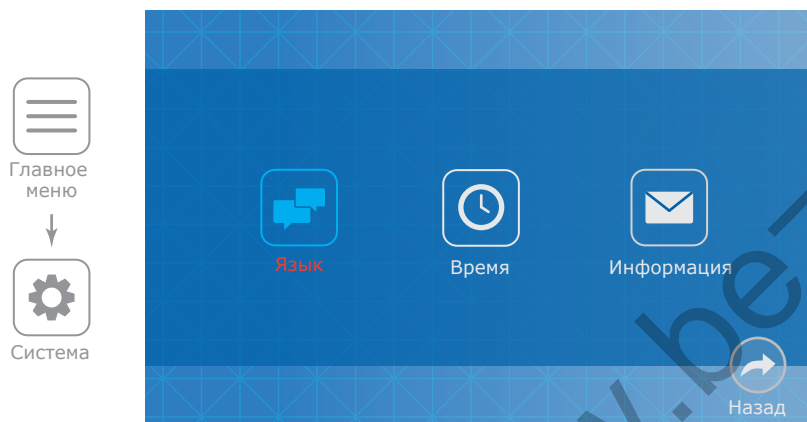 Главное
меню
Система
Язык
Время
Информация
Назад